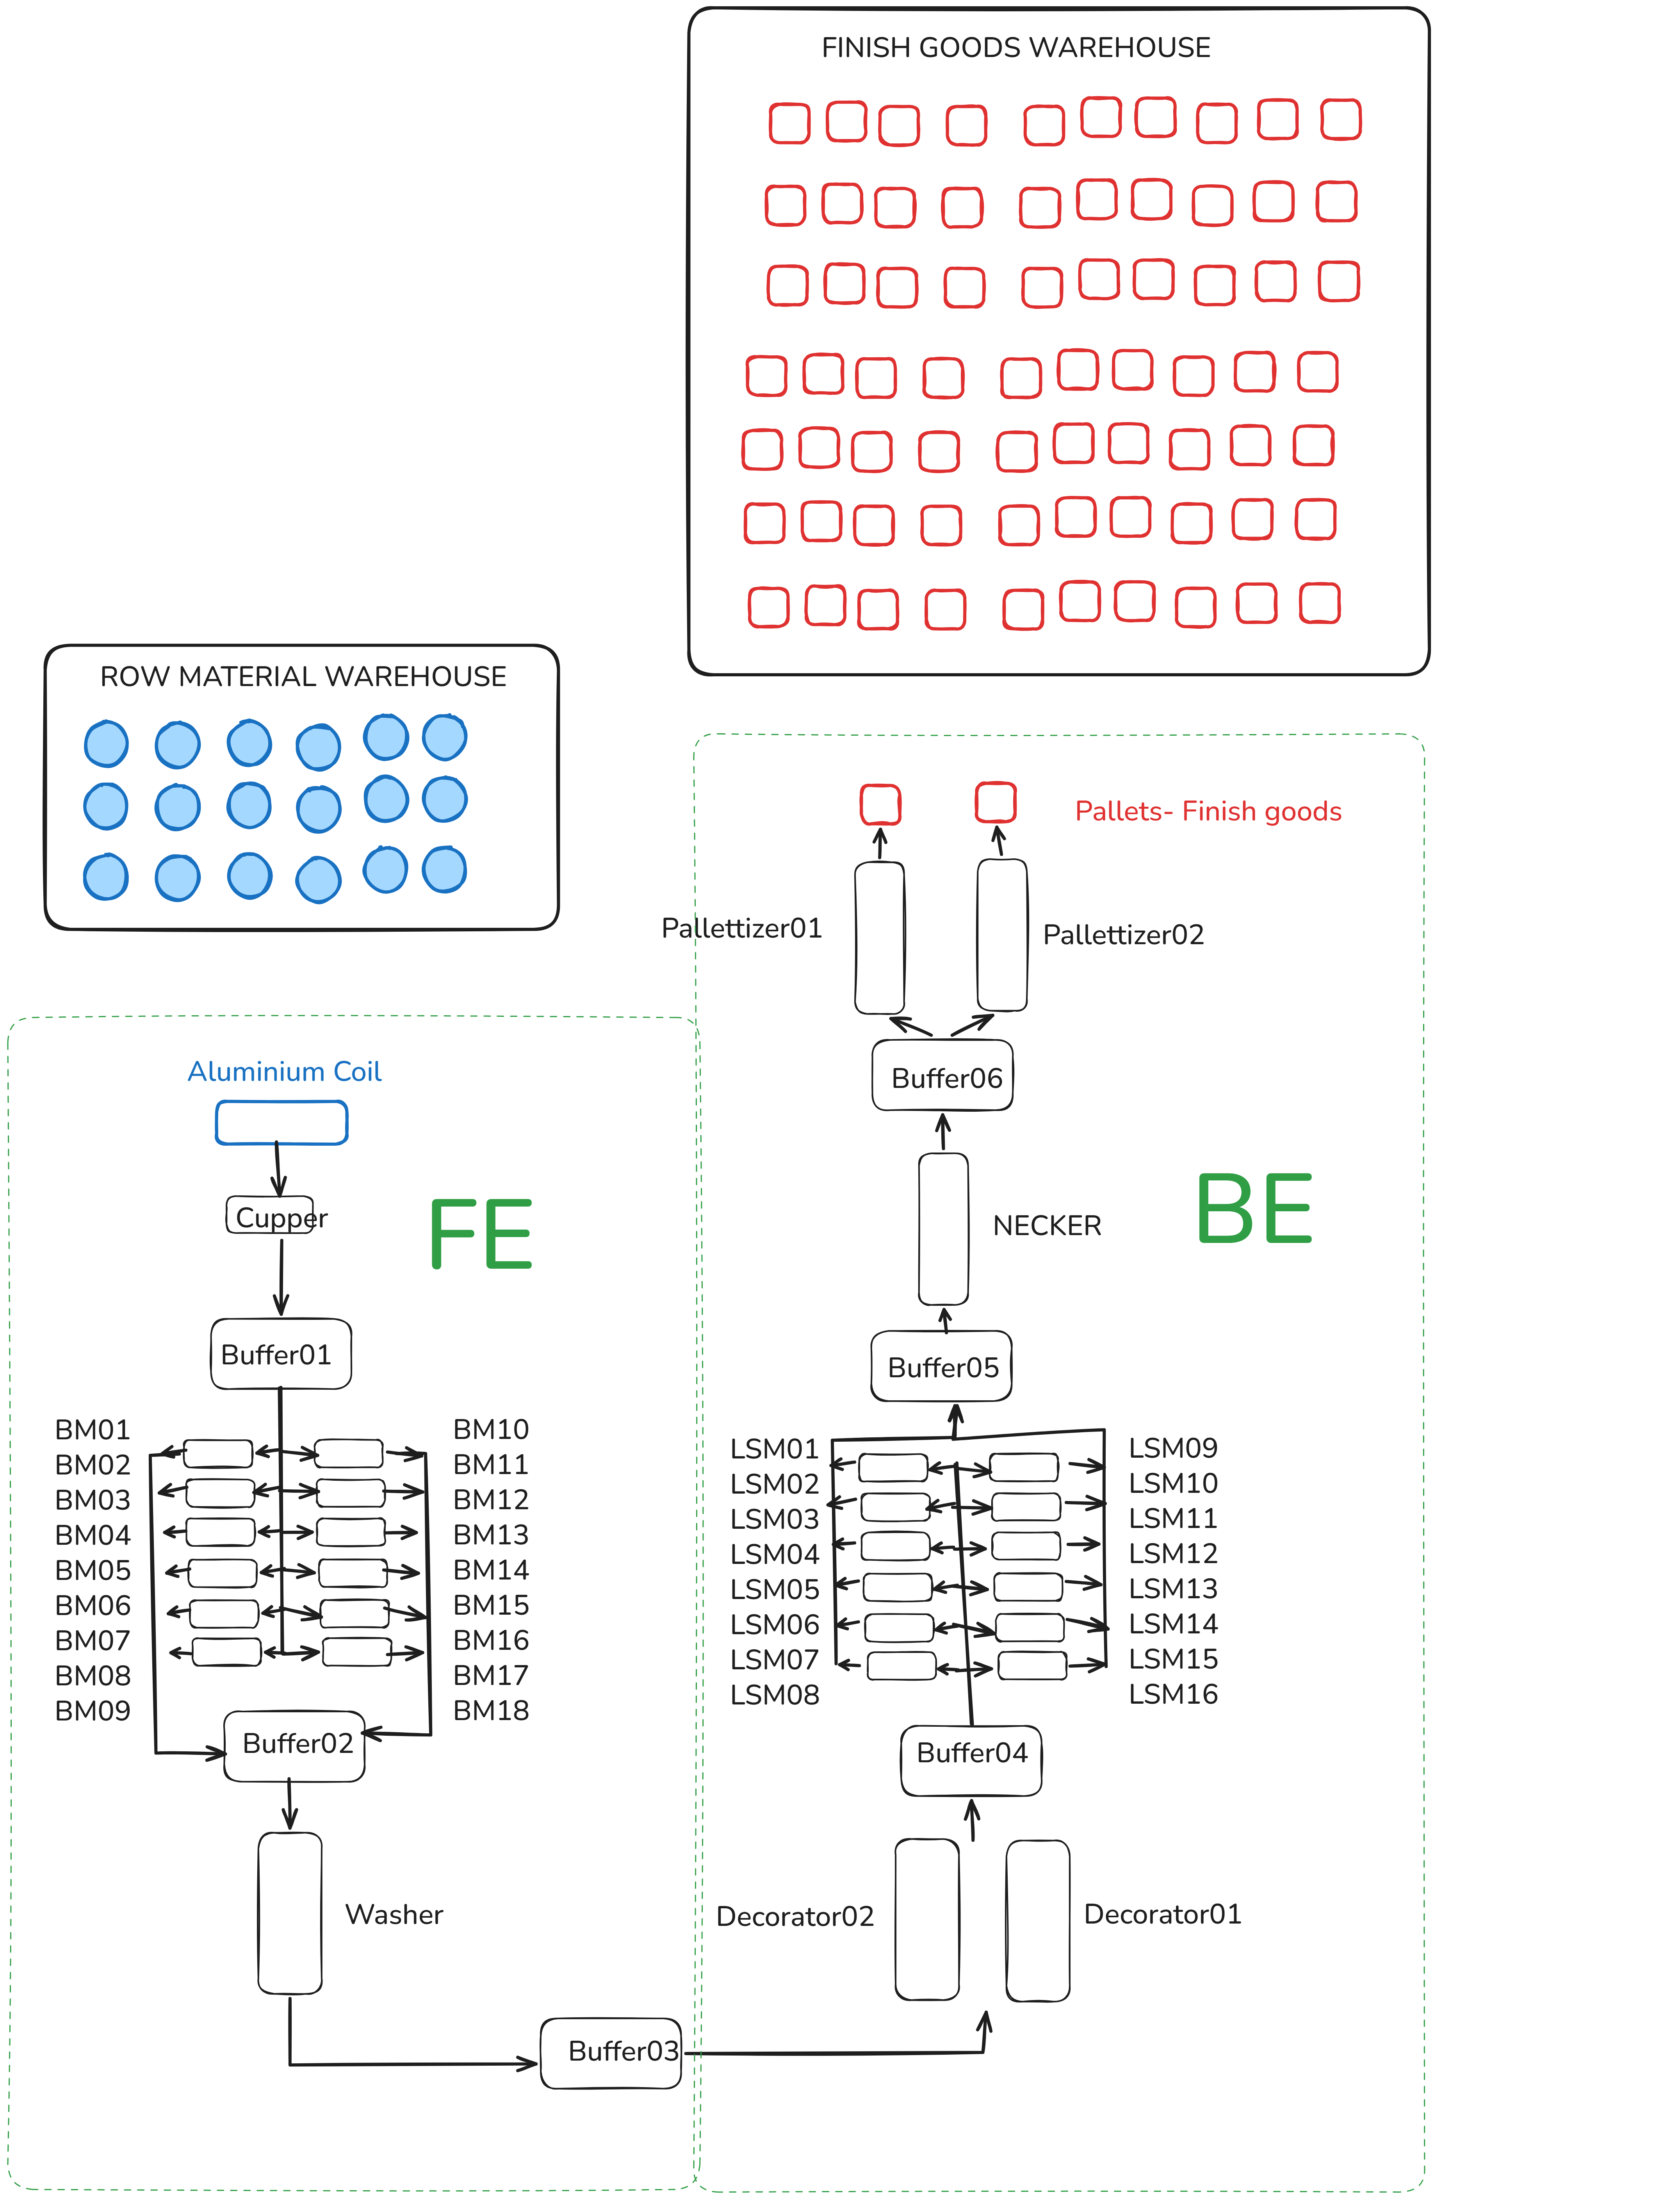 FINISH GOODS WAREHOUSE
ROW MATERIAL WAREHOUSE
Aluminium Coil
Cupper
FE
Buffer01
BM01
BM02
BM03
BM04
BM05
BM06
BM07
BM08
BM09
BM10
BM11
BM12
BM13
BM14
BM15
BM16
BM17
BM18
Buffer02
Washer
Buffer03
Pallets- Finish goods
Pallettizer01
Pallettizer02
Buffer06
NECKER
BE
Buffer05
LSM01
LSM02
LSM03
LSM04
LSM05
LSM06
LSM07
LSM08
LSM09
LSM10
LSM11
LSM12
LSM13
LSM14
LSM15
LSM16
Buffer04
Decorator02
Decorator01